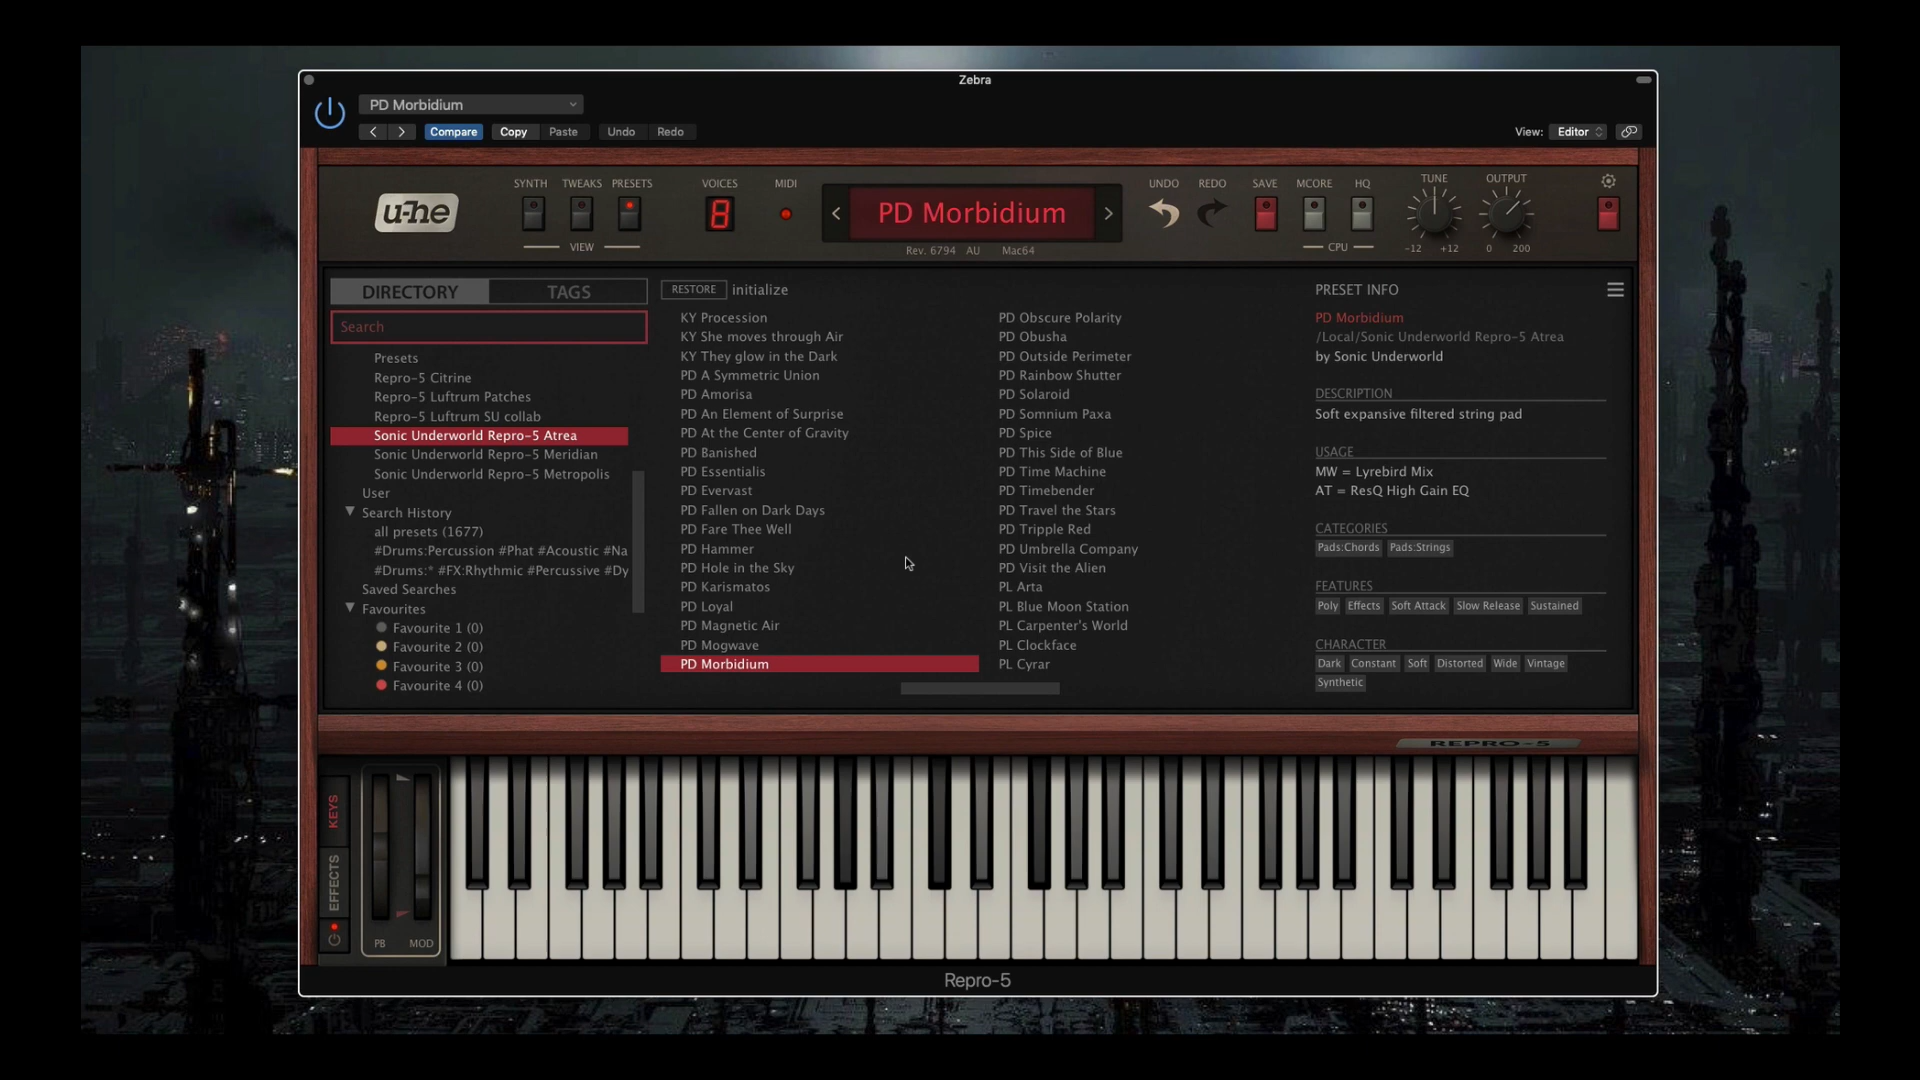 Zebra
PD Morbidium
Compare
Copy
Paste
Undo
Redo
View:
Editor
u-he
SYNTH
TWEAKS
PRESETS
VIEW
VOICES
8
MIDI
PD Morbidium
Rev. 6794 AU Mac64
UNDO
REDO
SAVE
MCORE
HQ
CPU
TUNE
-12 +12
OUTPUT
0 200
DIRECTORY
TAGS
Search
Presets
Repro-5 Citrine
Repro-5 Luftrum Patches
Repro-5 Luftrum SU collab
Sonic Underworld Repro-5 Atrea
Sonic Underworld Repro-5 Meridian
Sonic Underworld Repro-5 Metropolis
User
Search History
all presets (1677)
#Drums:Percussion #Phat #Acoustic #Na
#Drums:* #FX:Rhythmic #Percussive #Dy
Saved Searches
Favourites
Favourite 1 (0)
Favourite 2 (0)
Favourite 3 (0)
Favourite 4 (0)
RESTORE initialize
KY Procession
KY She moves through Air
KY They glow in the Dark
PD A Symmetric Union
PD Amorisa
PD An Element of Surprise
PD At the Center of Gravity
PD Banished
PD Essentialis
PD Evervast
PD Fallen on Dark Days
PD Fare Thee Well
PD Hammer
PD Hole in the Sky
PD Karismatos
PD Loyal
PD Magnetic Air
PD Mogwave
PD Morbidium
PD Obscure Polarity
PD Obusha
PD Outside Perimeter
PD Rainbow Shutter
PD Solaroid
PD Somnium Paxa
PD Spice
PD This Side of Blue
PD Time Machine
PD Timebender
PD Travel the Stars
PD Tripple Red
PD Umbrella Company
PD Visit the Alien
PL Arta
PL Blue Moon Station
PL Carpenter's World
PL Clockface
PL Cyrar
PRESET INFO
PD Morbidium
/Local/Sonic Underworld Repro-5 Atrea
by Sonic Underworld
DESCRIPTION
Soft expansive filtered string pad
USAGE
MW = Lyrebird Mix
AT = ResQ High Gain EQ
CATEGORIES
Pads:Chords Pads:Strings
FEATURES
Poly Effects Soft Attack Slow Release Sustained
CHARACTER
Dark Constant Soft Distorted Wide Vintage
Synthetic
REPRO-5
KEYS
EFFECTS
PB
MOD
Repro-5